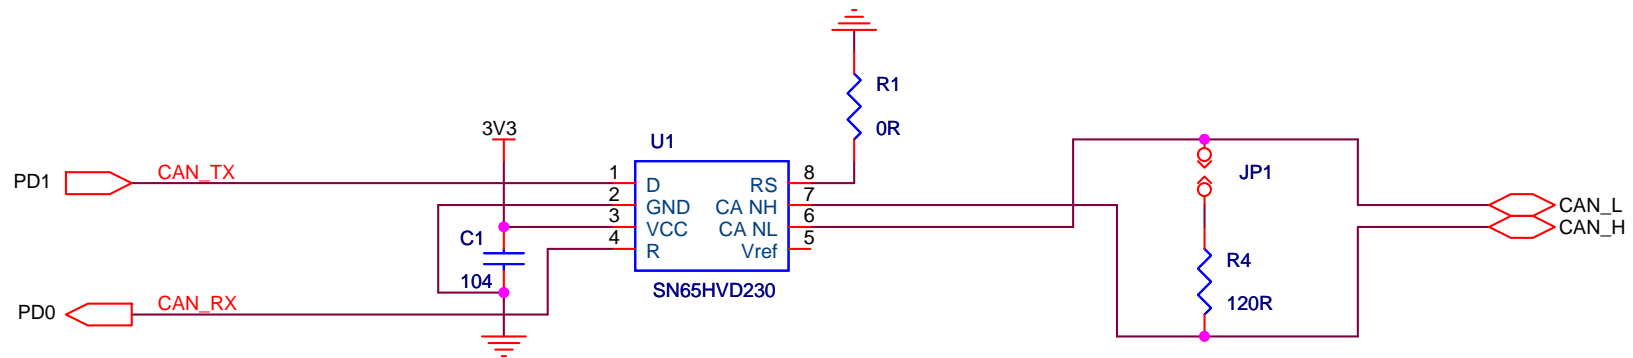 R1
0R
3V3
U1
PD1
CAN_TX
1
D
RS
8
2
GND
CA NH
7
3
VCC
CA NL
6
4
R
Vref
5
C1
104
SN65HVD230
PD0
CAN_RX
JP1
R4
120R
CAN_L
CAN_H